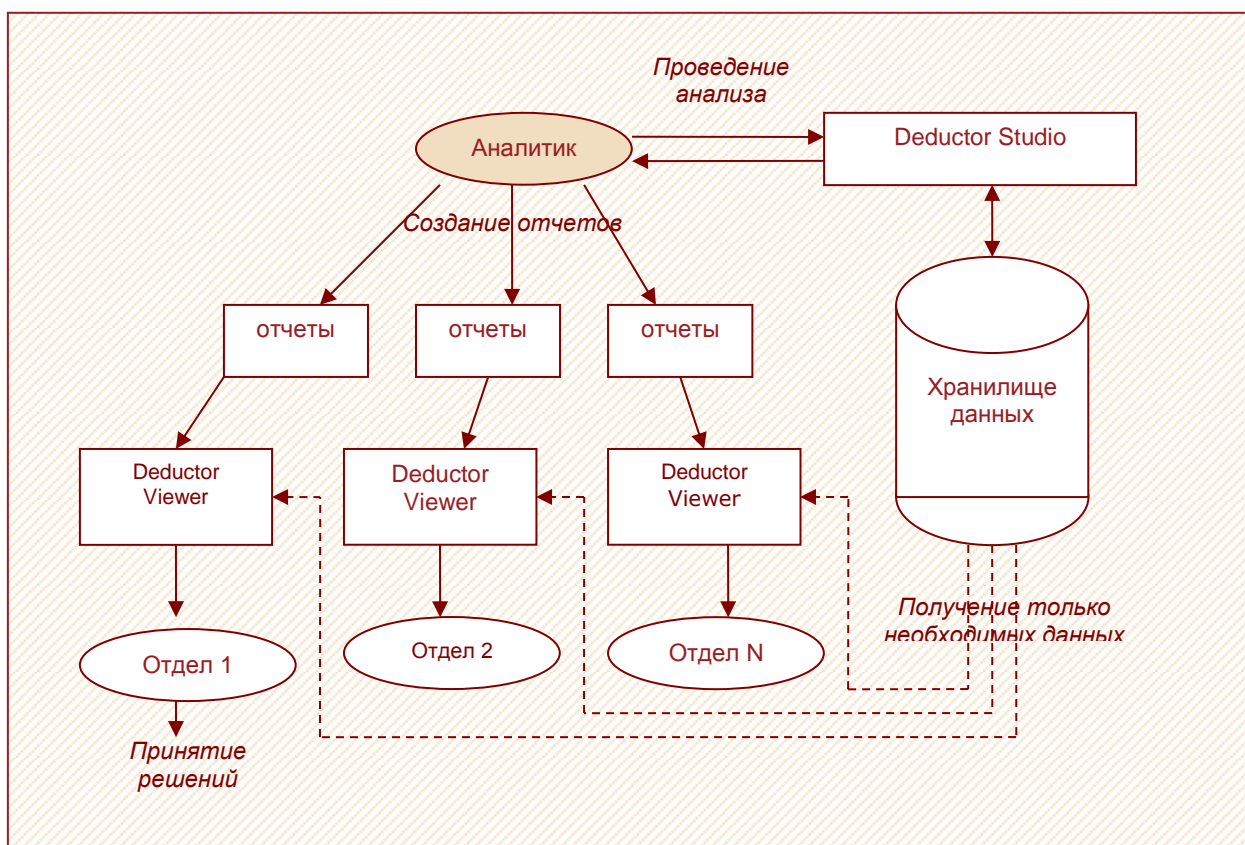 Проведение
анализа
Аналитик
Deductor Studio
Создание отчетов
отчеты
отчеты
отчеты
Хранилище
данных
Deductor
Viewer
Deductor
Viewer
Deductor
Viewer
Получение только
необходимых данных
Отдел 1
Отдел 2
Отдел N
Принятие
решений